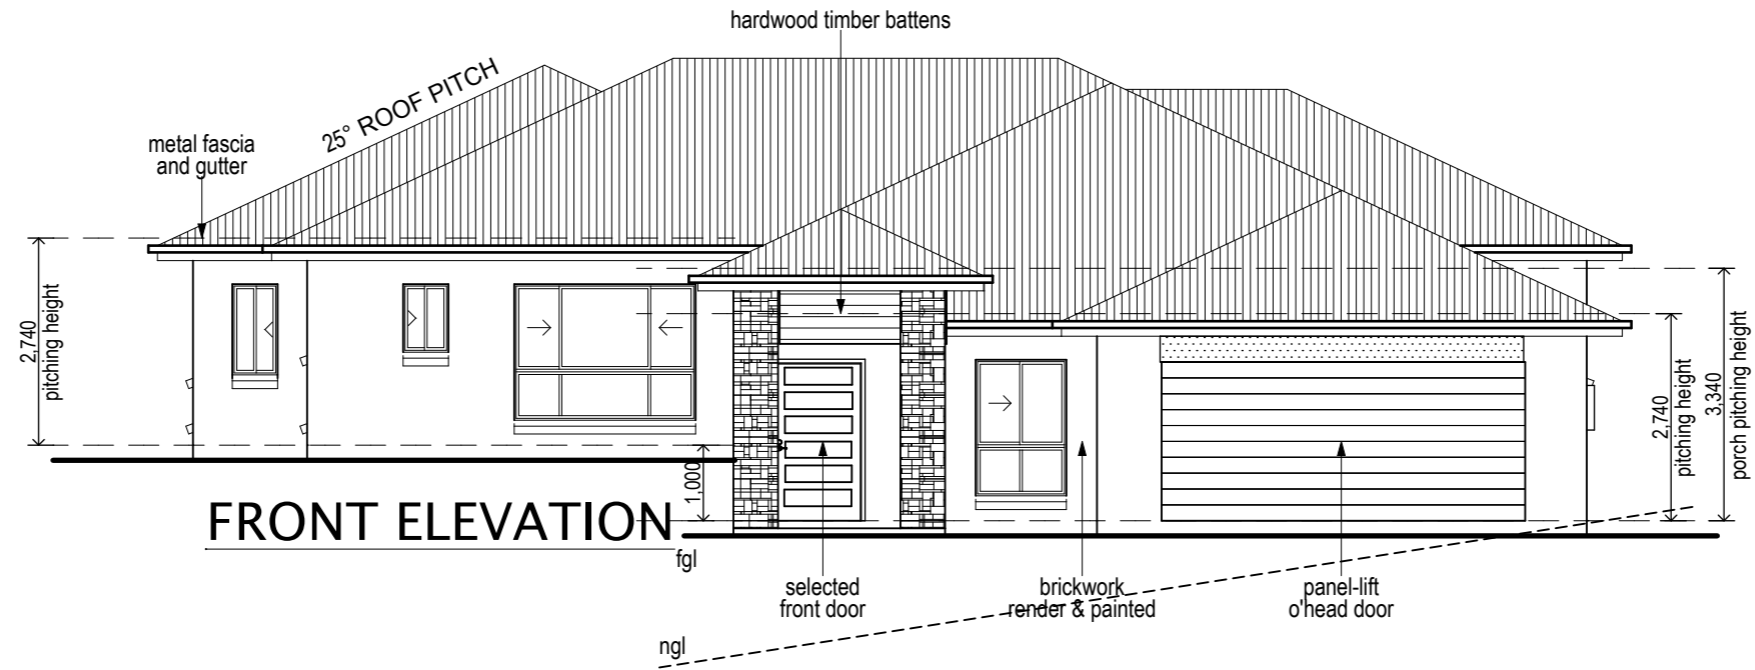 hardwood timber battens
25° ROOF PITCH
metal fascia
and gutter
2,740
pitching height
1,000
2,740
pitching height
3,340
porch pitching height
FRONT ELEVATION
fgl
selected
front door
brickwork
render & painted
panel-lift
o'head door
ngl